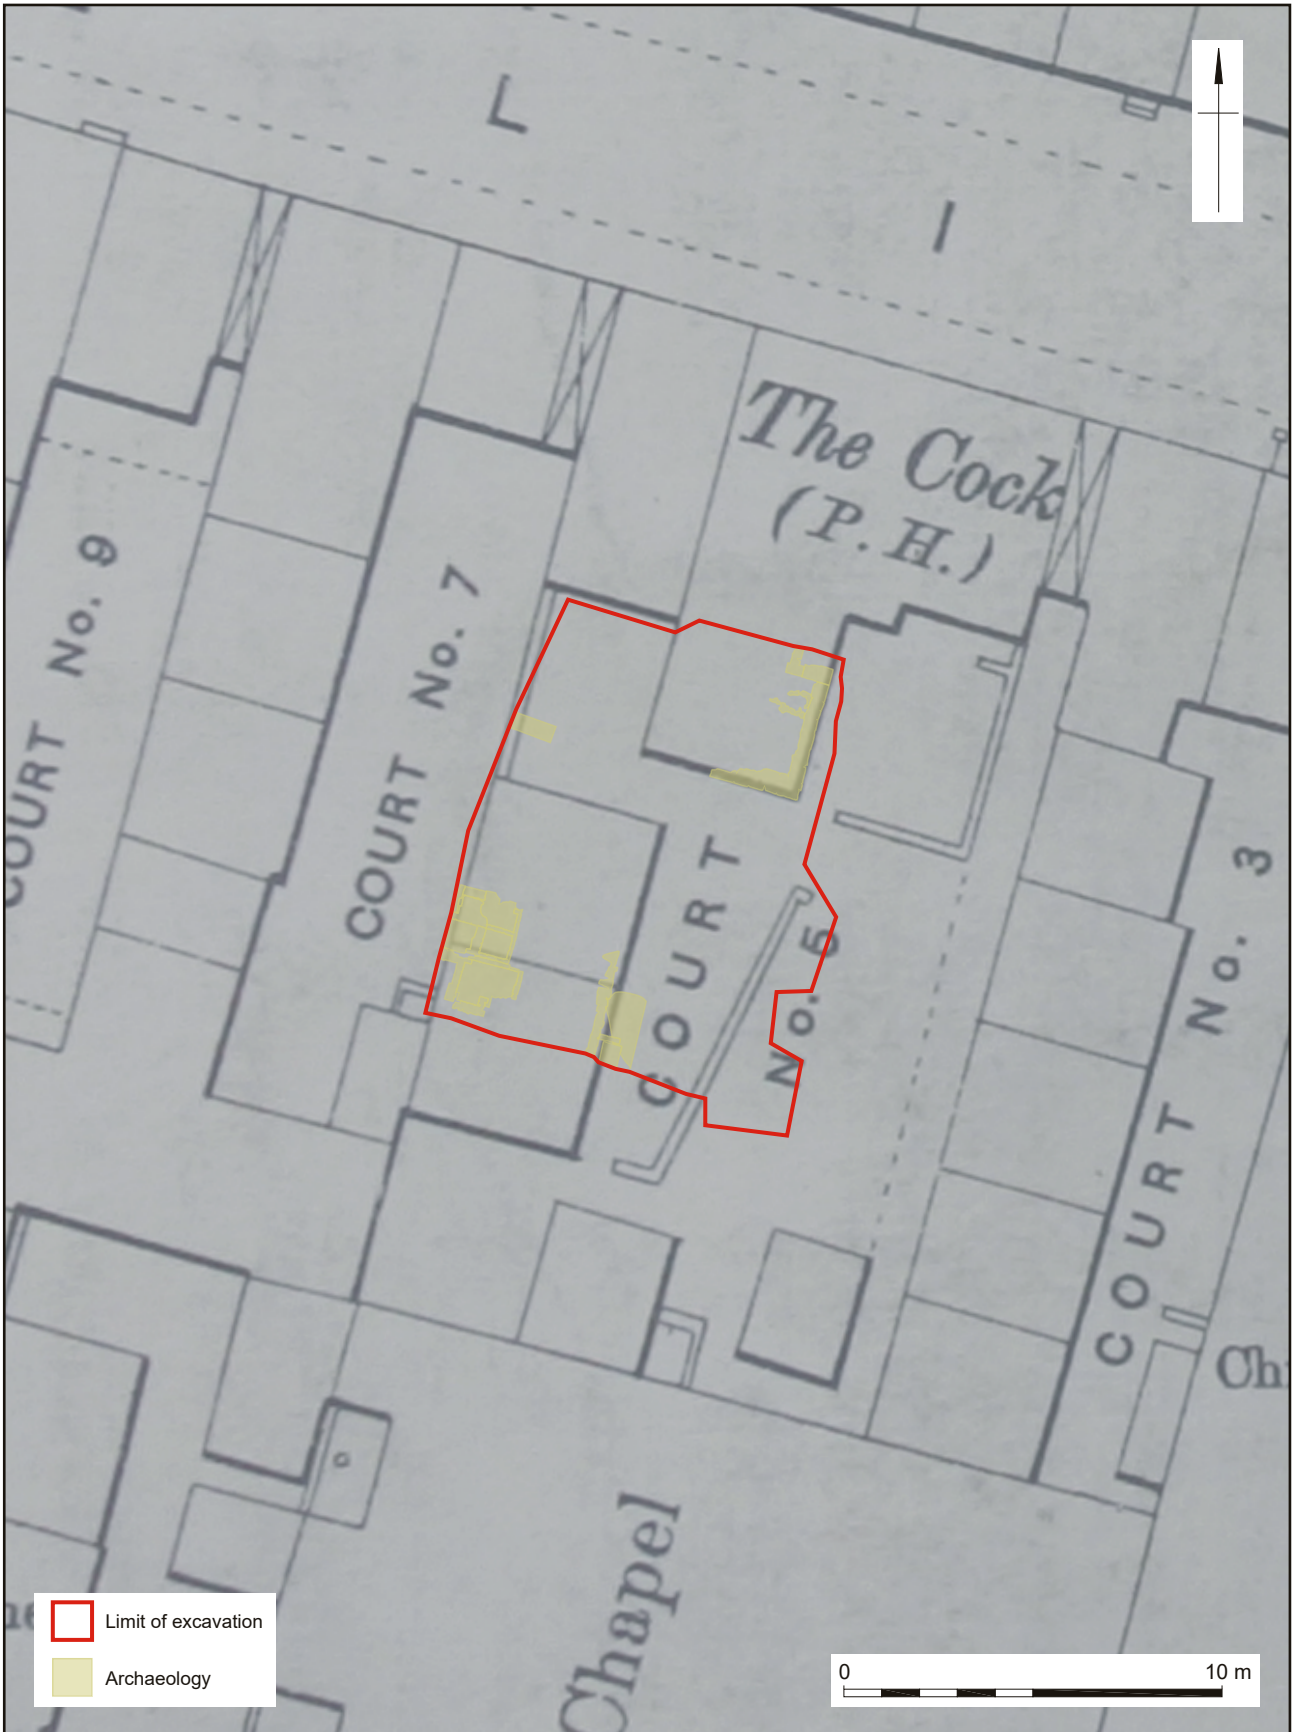 L
I
The Cock
(P.H.)
COURT No. 9
COURT No. 7
COURT No. 5
COURT No. 3
Chapel
Limit of excavation
Archaeology
0 10 m